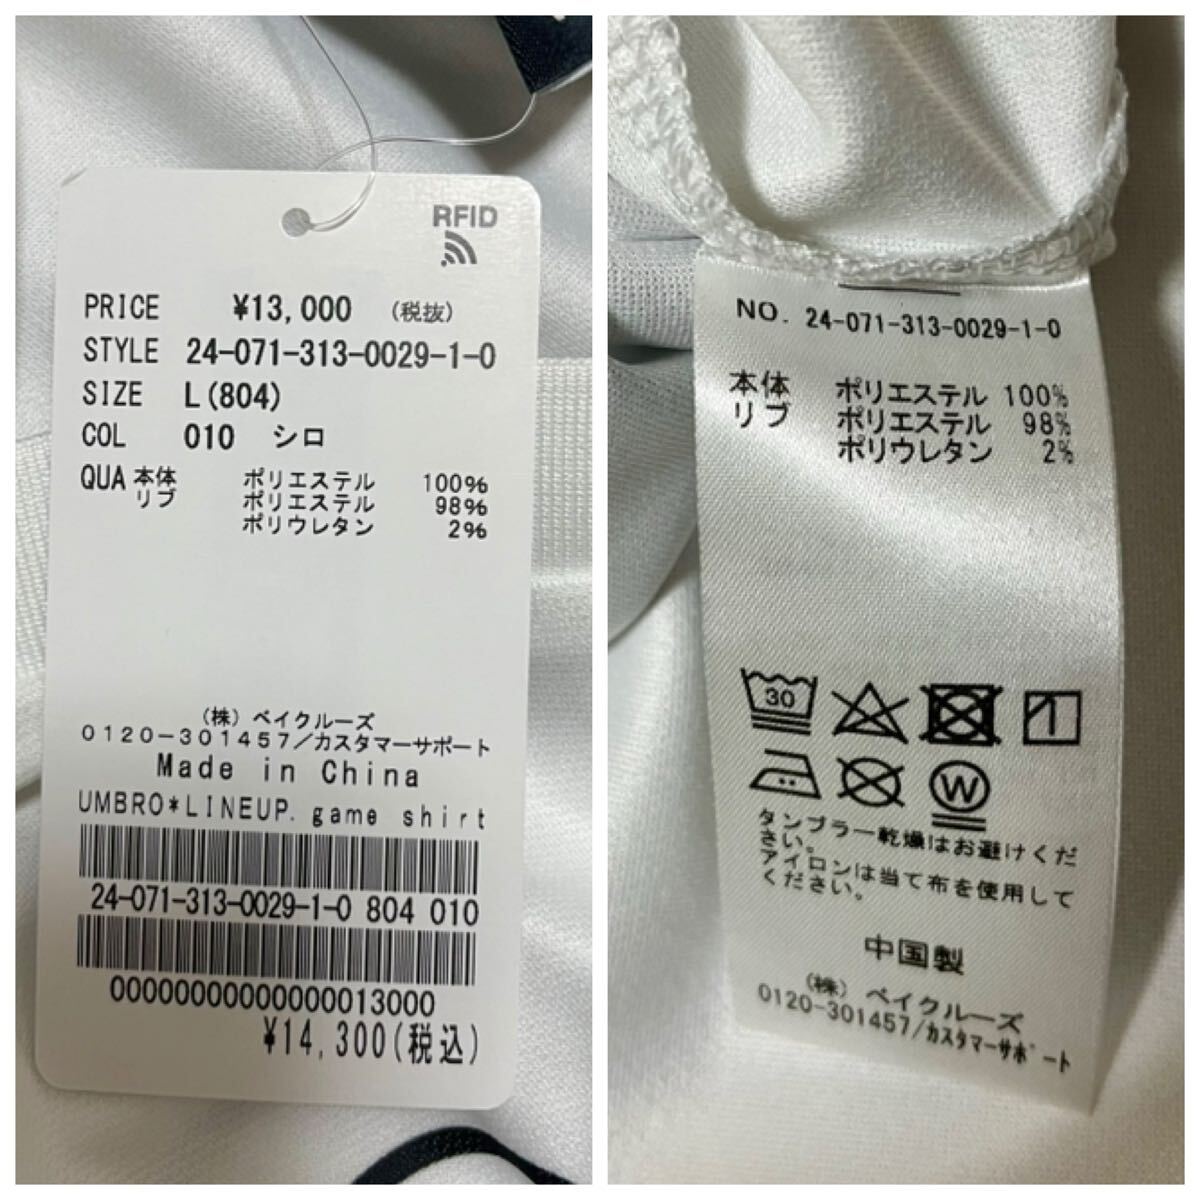 RFID
PRICE ¥13,000 (税抜)
STYLE 24-071-313-0029-1-0
SIZE L(804)
COL 010 シロ
QUA 本体 ポリエステル 100%
リブ ポリエステル 98%
ポリウレタン 2%
(株) ベイクルーズ
0120-301457/カスタマーサポート
Made in China
UMBRO*LINEUP. game shirt
24-071-313-0029-1-0 804 010
00000000000000013000
¥14,300(税込)
NO. 24-071-313-0029-1-0
本体 ポリエステル 100%
リブ ポリエステル 98%
ポリウレタン 2%
30
W
タンブラー乾燥はお避けくだ
さい。
アイロンは当て布を使用して
ください。
中国製
(株) ベイクルーズ
0120-301457/カスタマーサポート